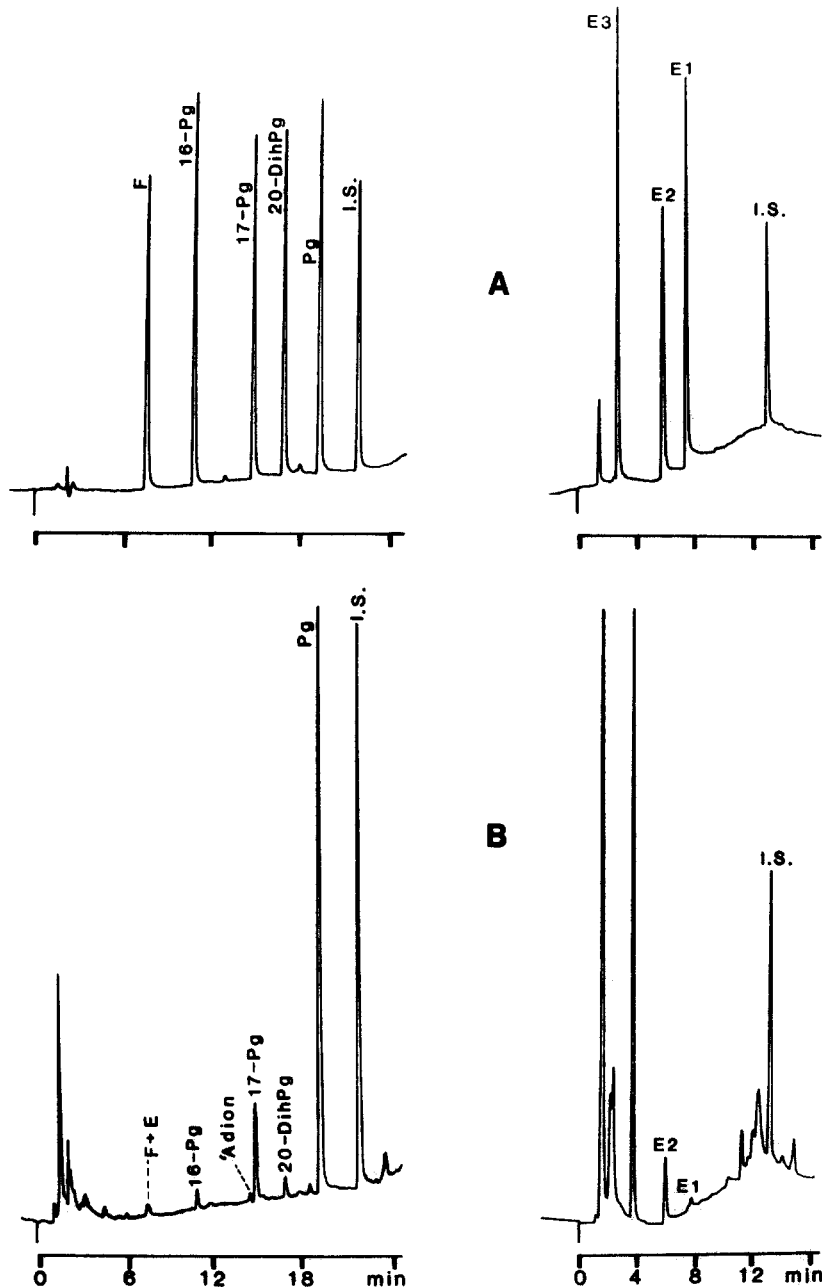 F
16-Pg
17-Pg
20-DihPg
Pg
I.S.
A
E3
E2
E1
I.S.
Pg
I.S.
B
F+E
16-Pg
Adion
17-Pg
20-DihPg
0 6 12 18 min
E2
E1
I.S.
0 4 8 12 min